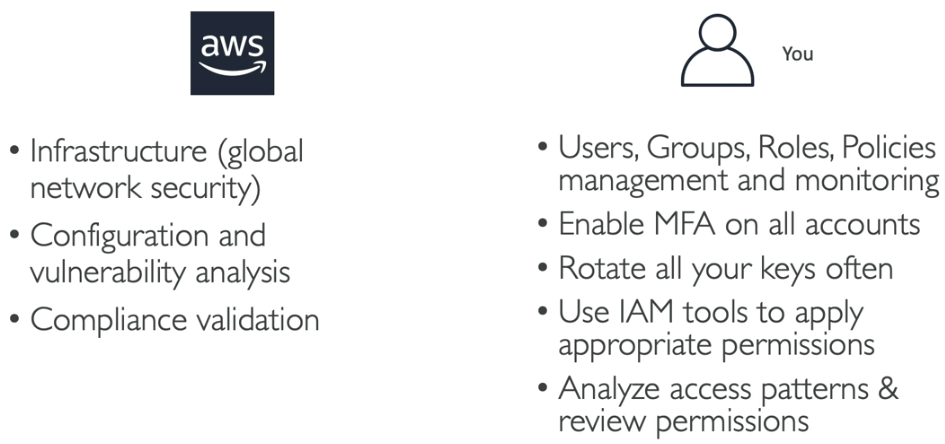 aws
• Infrastructure (global
network security)
• Configuration and
vulnerability analysis
• Compliance validation
You
• Users, Groups, Roles, Policies
management and monitoring
• Enable MFA on all accounts
• Rotate all your keys often
• Use IAM tools to apply
appropriate permissions
• Analyze access patterns &
review permissions